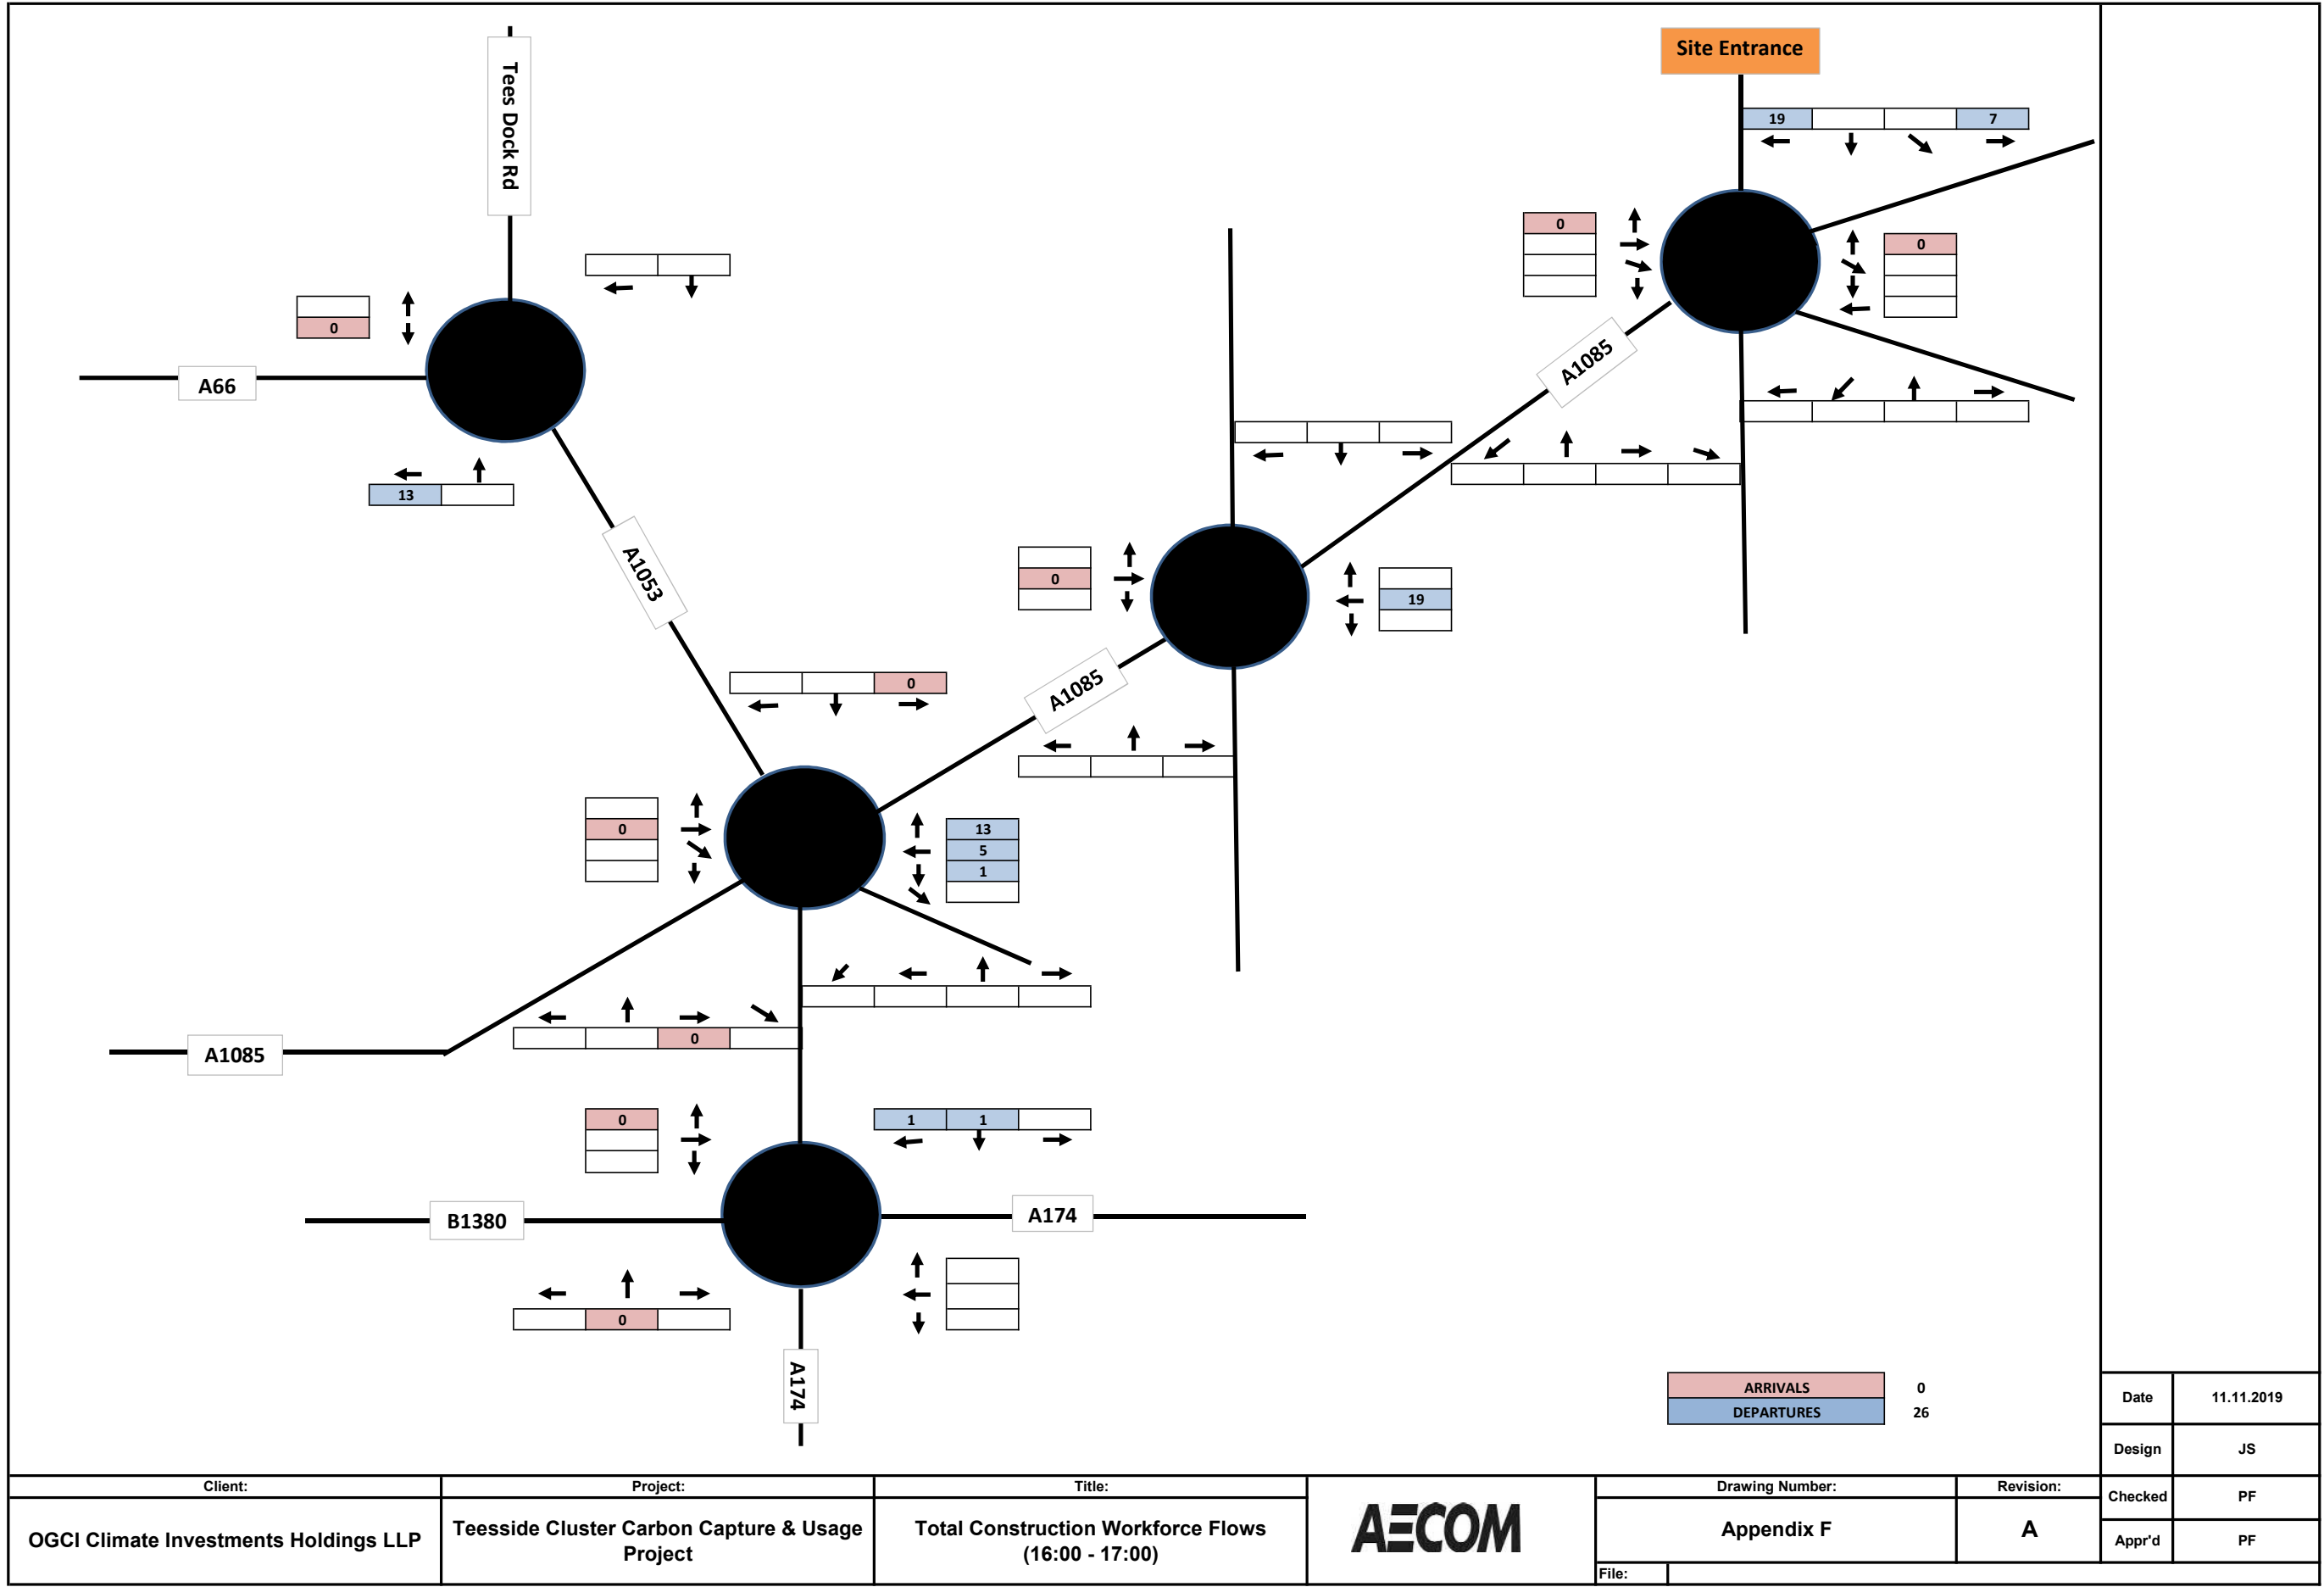 Site Entrance
Tees Dock Rd
19 7
0
0
0
A66
A1085
13
0
19
A1053
A1085
0
0
13
5
1
0
A1085
0
1 1
B1380
A174
0
A174
ARRIVALS 0
DEPARTURES 26
Date 11.11.2019
Design JS
Checked PF
Appr'd PF
Client:
OGCI Climate Investments Holdings LLP
Project:
Teesside Cluster Carbon Capture & Usage
Project
Title:
Total Construction Workforce Flows
(16:00 - 17:00)
AECOM
Drawing Number:
Appendix F
Revision:
A
File: